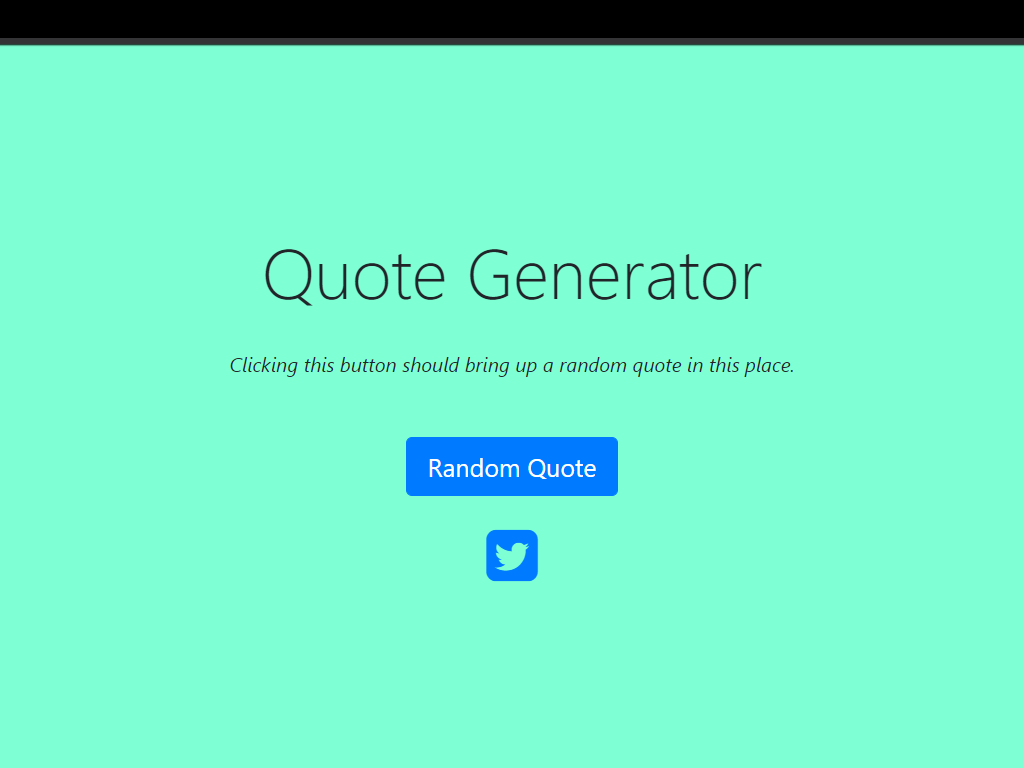 Quote Generator
Clicking this button should bring up a random quote in this place.
Random Quote